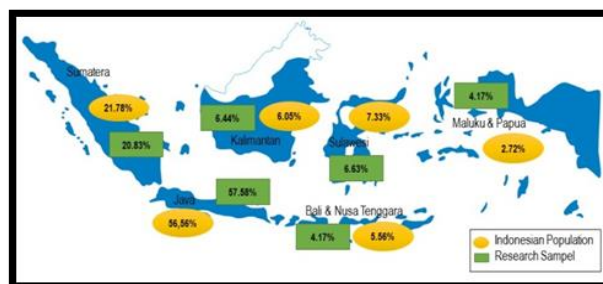 Sumatera
21.78%
20.83%
6.44%
6.05%
Kalimantan
7.33%
Sulawesi
6.63%
4.17%
Maluku & Papua
2.72%
57.58%
Java
56,56%
Bali & Nusa Tenggara
4.17%
5.56%
Indonesian Population
Research Sampel